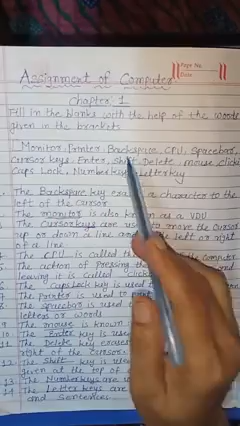 Page No.
Date
Assignment of Computer
Chapter 1
Fill in the blanks with the help of the words
given in the brackets
Monitor, Printer, Backspace, CPU, Spacebar,
Cursor keys, Enter, Shift, Delete, mouse, click,
Caps Lock, Number keys, Letter key
The Backspace key a character to the
left of the cursor
The monitor is also known as a VDU
The Cursor keys are to move the cursor
up or down a line and left or right
of a line
The CPU is called the of the computer
5 The action of pressing and
leaving it is called click
6 The Caps Lock key is used
7 The printer is used to print
8 The spacebar is used
letters or words
9 The mouse is known
10 The Enter key is used
11 The Delete key erases
right of the cursor.
12 The Shift key is used
given at the top of
13 The Number keys are
14 The Letter keys are
and sentences.